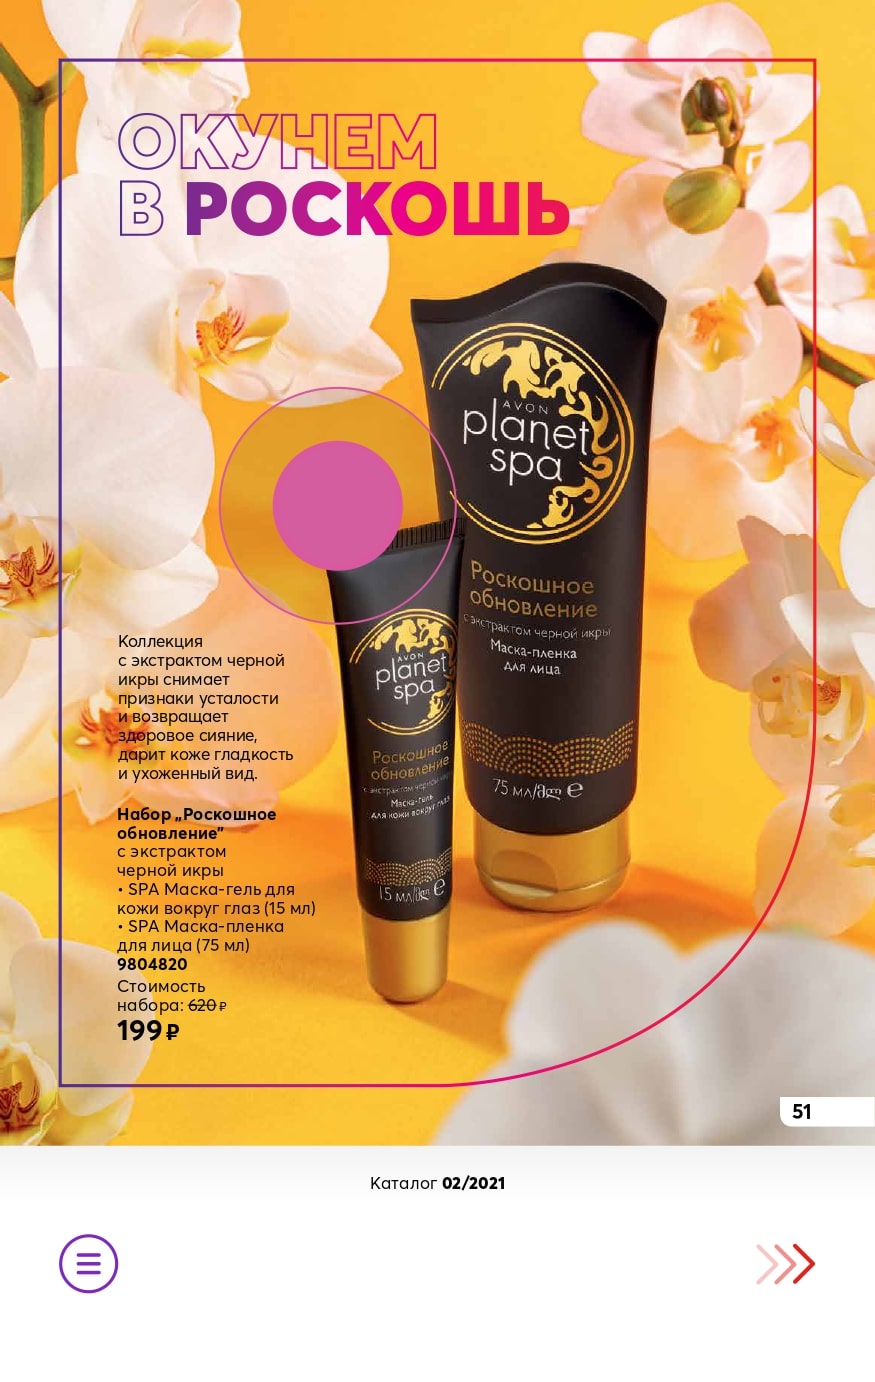 ОКУНЕМ
В РОСКОШЬ
AVON
planet
spa
Роскошное
обновление
с экстрактом черной икры
Маска-пленка
для лица
75 мл/მლ e
AVON
planet
spa
Роскошное
обновление
с экстрактом черной икры
Маска-гель
для кожи вокруг глаз
15 мл/მლ e
Коллекция
с экстрактом черной
икры снимает
признаки усталости
и возвращает
здоровое сияние,
дарит коже гладкость
и ухоженный вид.
Набор „Роскошное
обновление”
с экстрактом
черной икры
• SPA Маска-гель для
кожи вокруг глаз (15 мл)
• SPA Маска-пленка
для лица (75 мл)
9804820
Стоимость
набора: 620 ₽
199 ₽
51
Каталог 02/2021